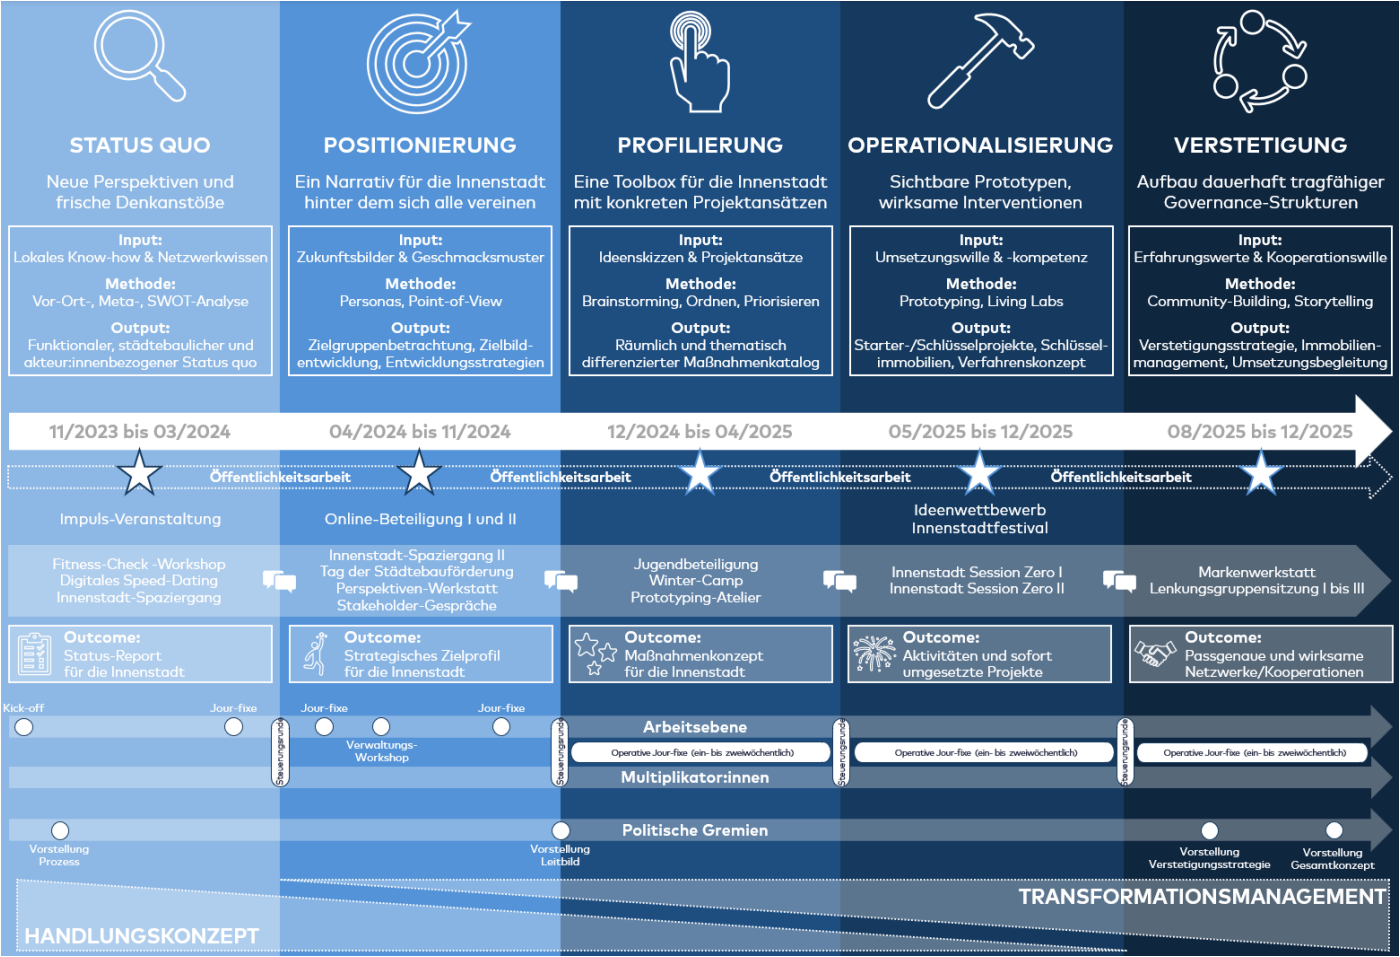 STATUS QUO
Neue Perspektiven und
frische Denkanstöße
Input:
Lokales Know-how & Netzwerkwissen
Methode:
Vor-Ort-, Meta-, SWOT-Analyse
Output:
Funktionaler, städtebaulicher und
akteur:innenbezogener Status quo
POSITIONIERUNG
Ein Narrativ für die Innenstadt
hinter dem sich alle vereinen
Input:
Zukunftsbilder & Geschmacksmuster
Methode:
Personas, Point-of-View
Output:
Zielgruppenbetrachtung, Zielbild-
entwicklung, Entwicklungsstrategien
PROFILIERUNG
Eine Toolbox für die Innenstadt
mit konkreten Projektansätzen
Input:
Ideenskizzen & Projektansätze
Methode:
Brainstorming, Ordnen, Priorisieren
Output:
Räumlich und thematisch
differenzierter Maßnahmenkatalog
OPERATIONALISIERUNG
Sichtbare Prototypen,
wirksame Interventionen
Input:
Umsetzungswille & -kompetenz
Methode:
Prototyping, Living Labs
Output:
Starter-/Schlüsselprojekte, Schlüssel-
immobilien, Verfahrenskonzept
VERSTETIGUNG
Aufbau dauerhaft tragfähiger
Governance-Strukturen
Input:
Erfahrungswerte & Kooperationswille
Methode:
Community-Building, Storytelling
Output:
Verstetigungsstrategie, Immobilien-
management, Umsetzungsbegleitung
11/2023 bis 03/2024
04/2024 bis 11/2024
12/2024 bis 04/2025
05/2025 bis 12/2025
08/2025 bis 12/2025
Öffentlichkeitsarbeit
Öffentlichkeitsarbeit
Öffentlichkeitsarbeit
Öffentlichkeitsarbeit
Impuls-Veranstaltung
Online-Beteiligung I und II
Ideenwettbewerb
Innenstadtfestival
Fitness-Check -Workshop
Digitales Speed-Dating
Innenstadt-Spaziergang
Innenstadt-Spaziergang II
Tag der Städtebauförderung
Perspektiven-Werkstatt
Stakeholder-Gespräche
Jugendbeteiligung
Winter-Camp
Prototyping-Atelier
Innenstadt Session Zero I
Innenstadt Session Zero II
Markenwerkstatt
Lenkungsgruppensitzung I bis III
Outcome:
Status-Report
für die Innenstadt
Outcome:
Strategisches Zielprofil
für die Innenstadt
Outcome:
Maßnahmenkonzept
für die Innenstadt
Outcome:
Aktivitäten und sofort
umgesetzte Projekte
Outcome:
Passgenaue und wirksame
Netzwerke/Kooperationen
Kick-off
Jour-fixe
Jour-fixe
Jour-fixe
Arbeitsebene
Verwaltungs-
Workshop
Steuerungsrunde
Steuerungsrunde
Steuerungsrunde
Steuerungsrunde
Operative Jour-fixe (ein- bis zweiwöchentlich)
Operative Jour-fixe (ein- bis zweiwöchentlich)
Operative Jour-fixe (ein- bis zweiwöchentlich)
Multiplikator:innen
Politische Gremien
Vorstellung
Prozess
Vorstellung
Leitbild
Vorstellung
Verstetigungsstrategie
Vorstellung
Gesamtkonzept
TRANSFORMATIONSMANAGEMENT
HANDLUNGSKONZEPT